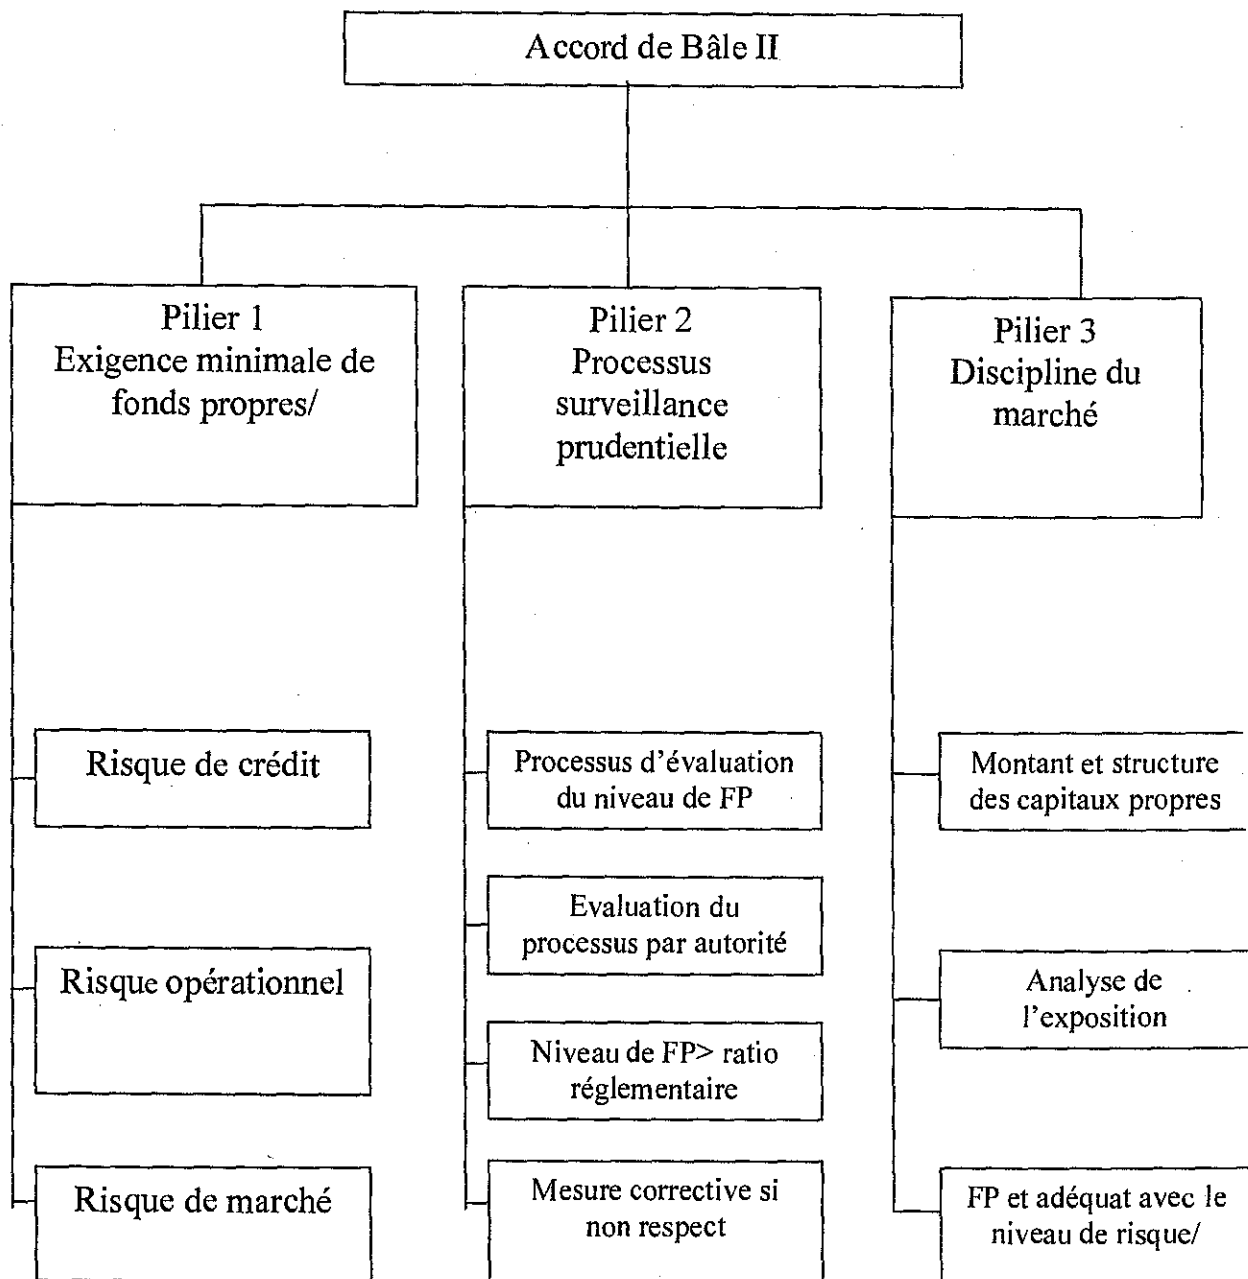 Accord de Bâle II
Pilier 1
Exigence minimale de
fonds propres/
Pilier 2
Processus
surveillance
prudentielle
Pilier 3
Discipline du
marché
Risque de crédit
Risque opérationnel
Risque de marché
Processus d'évaluation
du niveau de FP
Evaluation du
processus par autorité
Niveau de FP> ratio
réglementaire
Mesure corrective si
non respect
Montant et structure
des capitaux propres
Analyse de
l'exposition
FP et adéquat avec le
niveau de risque/